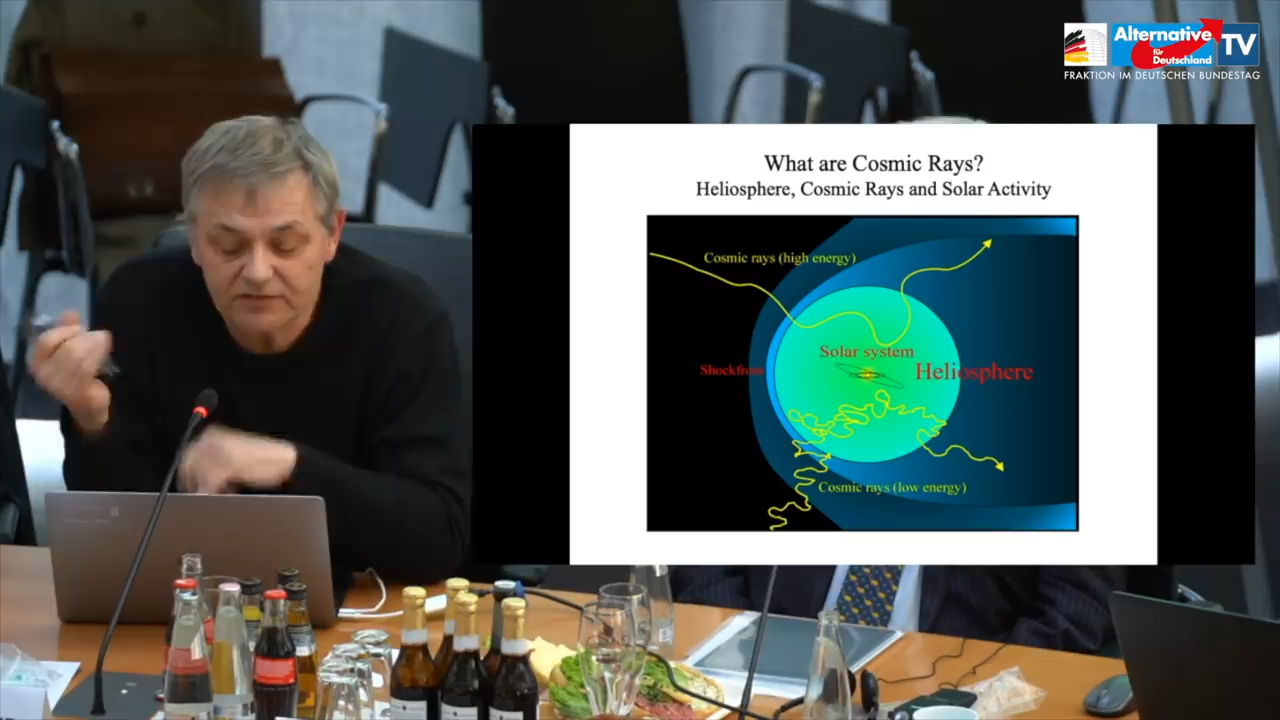 Alternative
für
Deutschland
TV
FRAKTION IM DEUTSCHEN BUNDESTAG
What are Cosmic Rays?
Heliosphere, Cosmic Rays and Solar Activity
Cosmic rays (high energy)
Solar system
Shockfront
Heliosphere
Cosmic rays (low energy)